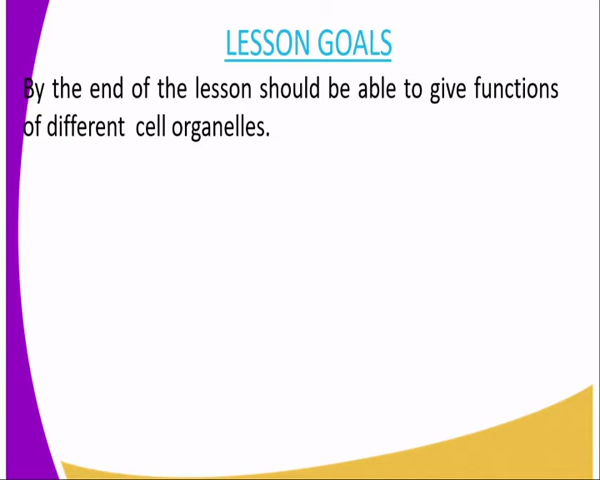 LESSON GOALS
By the end of the lesson should be able to give functions
of different cell organelles.